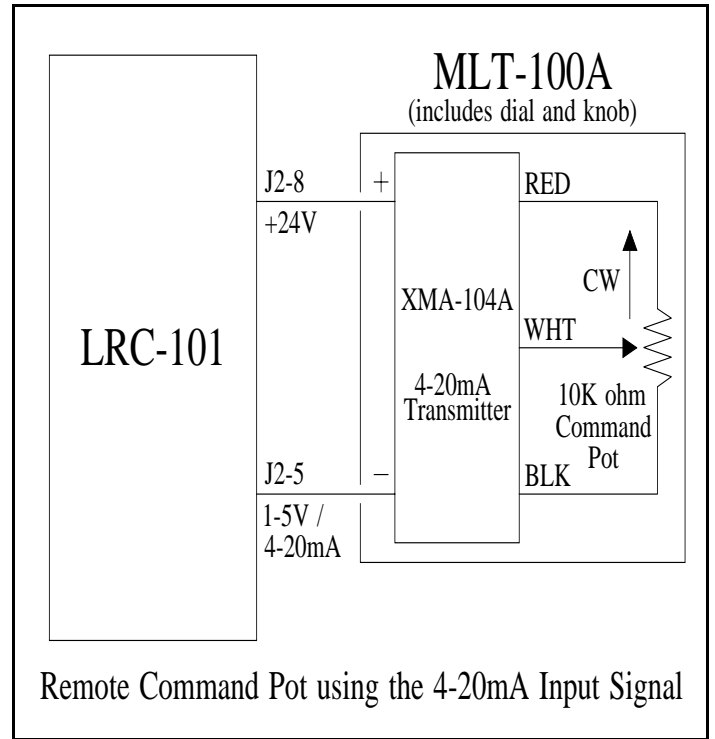 MLT-100A
(includes dial and knob)
J2-8
+
RED
+24V
CW
XMA-104A
LRC-101
WHT
4-20mA
Transmitter
10K ohm
Command
Pot
J2-5
−
BLK
1-5V /
4-20mA
Remote Command Pot using the 4-20mA Input Signal